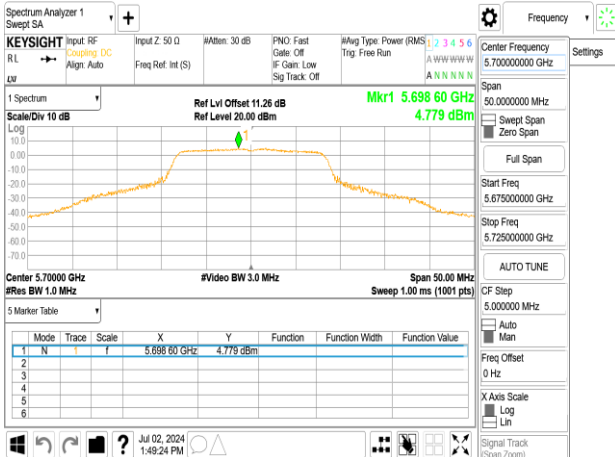 Spectrum Analyzer 1
Swept SA
+
Frequency
KEYSIGHT
RL
Input: RF
Coupling: DC
Align: Auto
Input Z: 50 Ω
Freq Ref: Int (S)
#Atten: 30 dB
PNO: Fast
Gate: Off
IF Gain: Low
Sig Track: Off
#Avg Type: Power (RMS
Trig: Free Run
1 2 3 4 5 6
A W W W W W
A N N N N N
1 Spectrum
Scale/Div 10 dB
Ref Lvl Offset 11.26 dB
Ref Level 20.00 dBm
Mkr1 5.698 60 GHz
4.779 dBm
Log
10.0
0.00
-10.0
-20.0
-30.0
-40.0
-50.0
-60.0
-70.0
1
Center 5.70000 GHz
#Res BW 1.0 MHz
#Video BW 3.0 MHz
Span 50.00 MHz
Sweep 1.00 ms (1001 pts)
5 Marker Table
Mode Trace Scale X Y Function Function Width Function Value
1 N 1 f 5.698 60 GHz 4.779 dBm
2
3
4
5
6
?
Jul 02, 2024
1:49:24 PM
Center Frequency
5.700000000 GHz
Settings
Span
50.0000000 MHz
Swept Span
Zero Span
Full Span
Start Freq
5.675000000 GHz
Stop Freq
5.725000000 GHz
AUTO TUNE
CF Step
5.000000 MHz
Auto
Man
Freq Offset
0 Hz
X Axis Scale
Log
Lin
Signal Track
(Span Zoom)